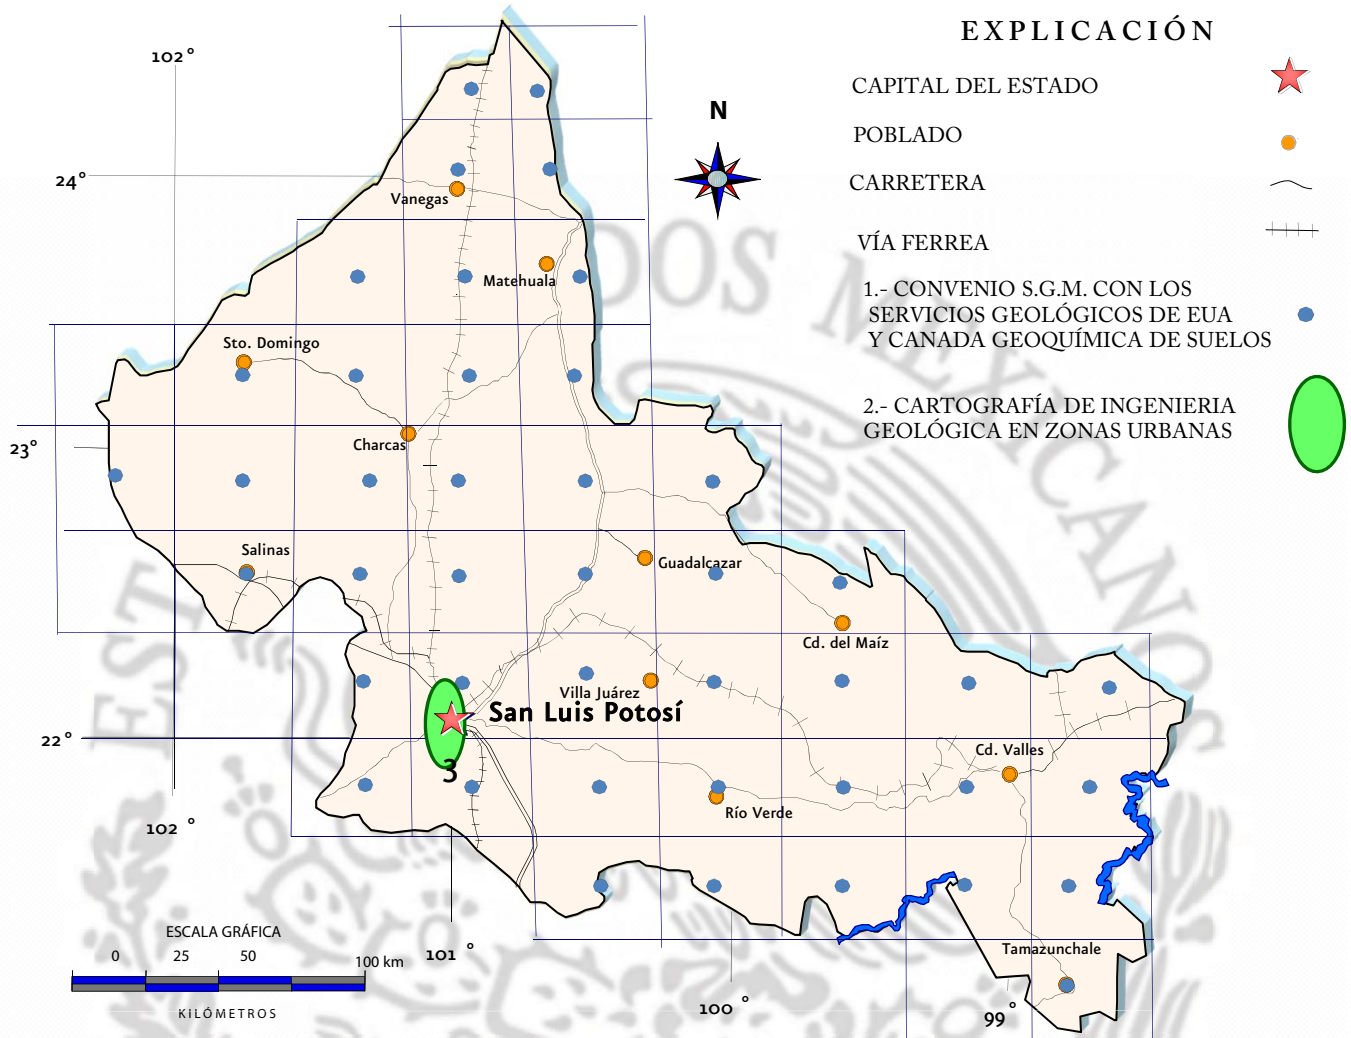 EXPLICACIÓN
CAPITAL DEL ESTADO
POBLADO
CARRETERA
VÍA FERREA
1.- CONVENIO S.G.M. CON LOS
SERVICIOS GEOLÓGICOS DE EUA
Y CANADA GEOQUÍMICA DE SUELOS
2.- CARTOGRAFÍA DE INGENIERIA
GEOLÓGICA EN ZONAS URBANAS
N
102°
24°
23°
22°
102°
101°
100°
99°
Vanegas
Matehuala
Sto. Domingo
Charcas
Salinas
Guadalcazar
Cd. del Maíz
Villa Juárez
San Luis Potosí
3
Cd. Valles
Río Verde
Tamazunchale
ESCALA GRÁFICA
0 25 50 100 km
KILÓMETROS
EST DOS MEXICANOS